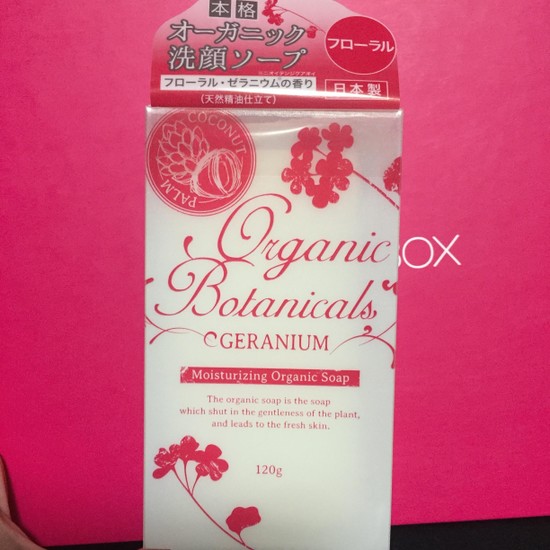 本格
オーガニック
洗顔ソープ
フローラル
フローラル・ゼラニウムの香り
(天然精油仕立て)
日本製
COCONUT
PALM
Organic
Botanicals
GERANIUM
Moisturizing Organic Soap
The organic soap is the soap
which shut in the gentleness of the plant,
and leads to the fresh skin.
120g
BOX